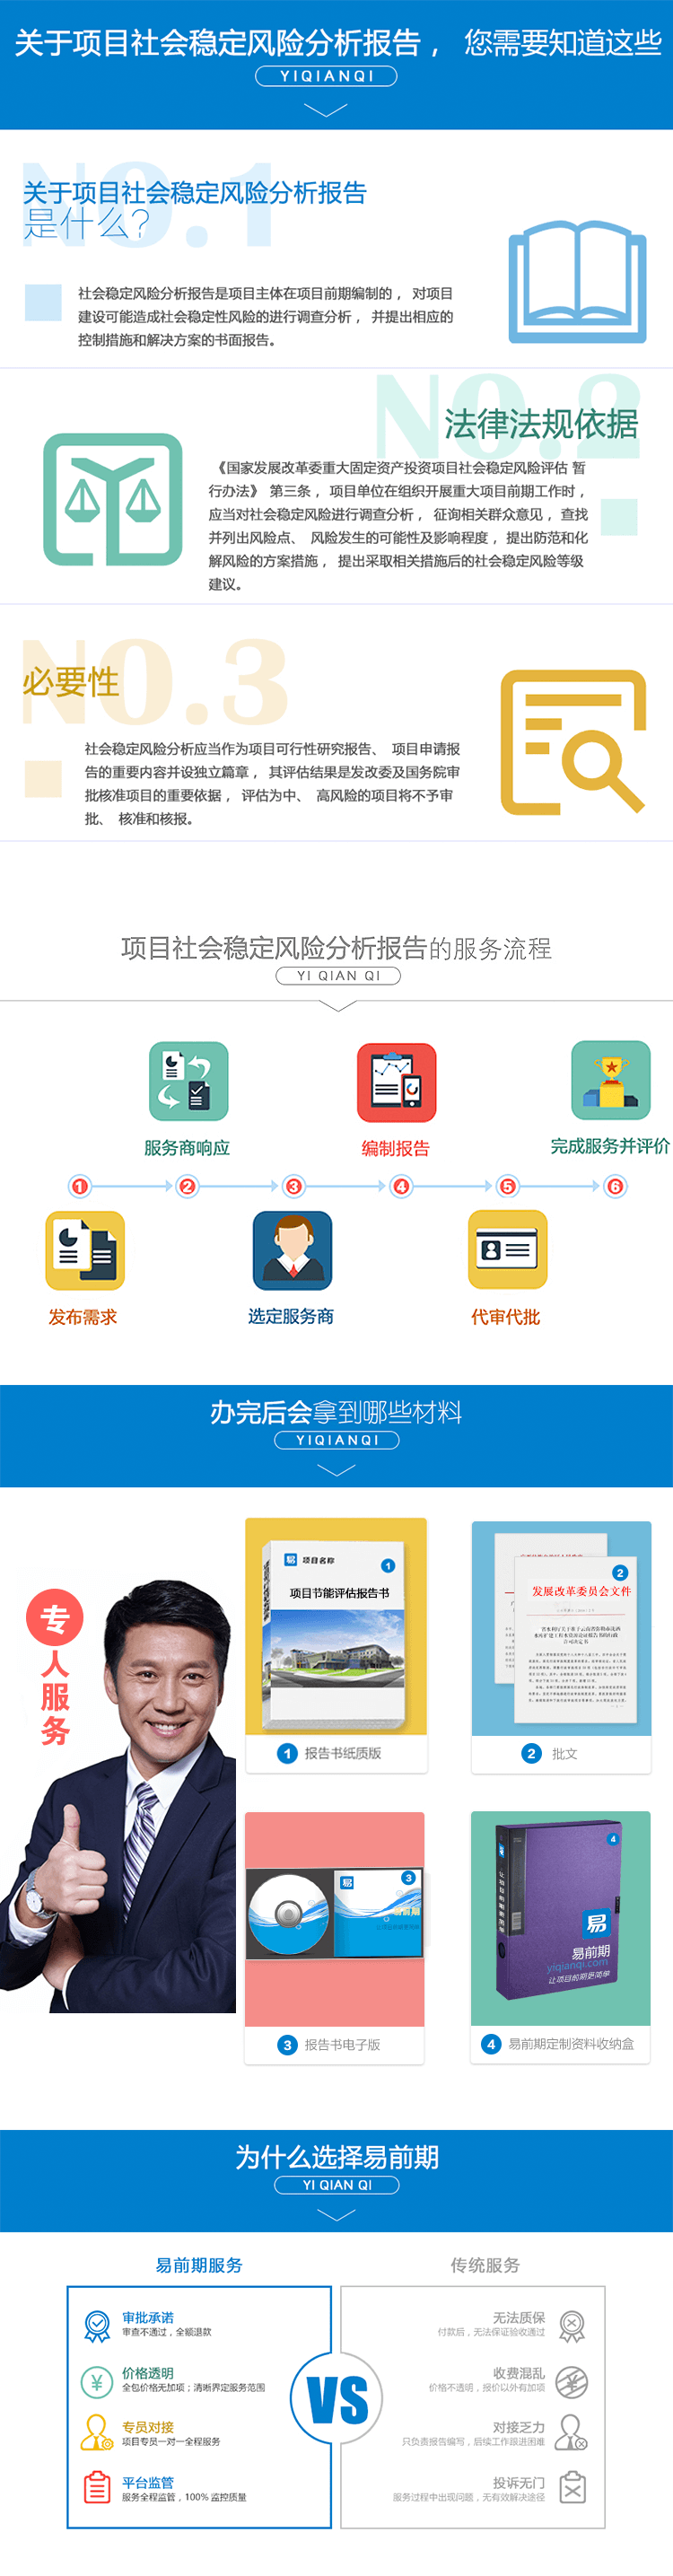 关于项目社会稳定风险分析报告， 您需要知道这些
YIQIANQI
NO.1
关于项目社会稳定风险分析报告
是什么?
社会稳定风险分析报告是项目主体在项目前期编制的， 对项目
建设可能造成社会稳定性风险的进行调查分析， 并提出相应的
控制措施和解决方案的书面报告。
NO.2
法律法规依据
《国家发展改革委重大固定资产投资项目社会稳定风险评估 暂
行办法》 第三条， 项目单位在组织开展重大项目前期工作时，
应当对社会稳定风险进行调查分析， 征询相关群众意见， 查找
并列出风险点、 风险发生的可能性及影响程度， 提出防范和化
解风险的方案措施， 提出采取相关措施后的社会稳定风险等级
建议。
NO.3
必要性
社会稳定风险分析应当作为项目可行性研究报告、 项目申请报
告的重要内容并设独立篇章， 其评估结果是发改委及国务院审
批核准项目的重要依据， 评估为中、 高风险的项目将不予审
批、 核准和核报。
项目社会稳定风险分析报告的服务流程
YI QIAN QI
服务商响应
编制报告
完成服务并评价
1 2 3 4 5 6
发布需求
选定服务商
代审代批
办完后会拿到哪些材料
YIQIANQI
专
人
服
务
易 项目名称
1
项目节能评估报告书
1 报告书纸质版
2
发展改革委员会文件
2 批文
易
3
易前期
3 报告书电子版
4
易
易前期
yiqianqi.com
让项目前期更简单
4 易前期定制资料收纳盒
为什么选择易前期
YI QIAN QI
易前期服务
传统服务
审批承诺
审查不通过，全额退款
价格透明
全包价格无加项；清晰界定服务范围
专员对接
项目专员一对一全程服务
平台监管
服务全程监管，100% 监控质量
VS
无法质保
付款后，无法保证验收通过
收费混乱
价格不透明，报价以外有加项
对接乏力
只负责报告编写，后续工作跟进困难
投诉无门
服务过程中出现问题，无有效解决途径